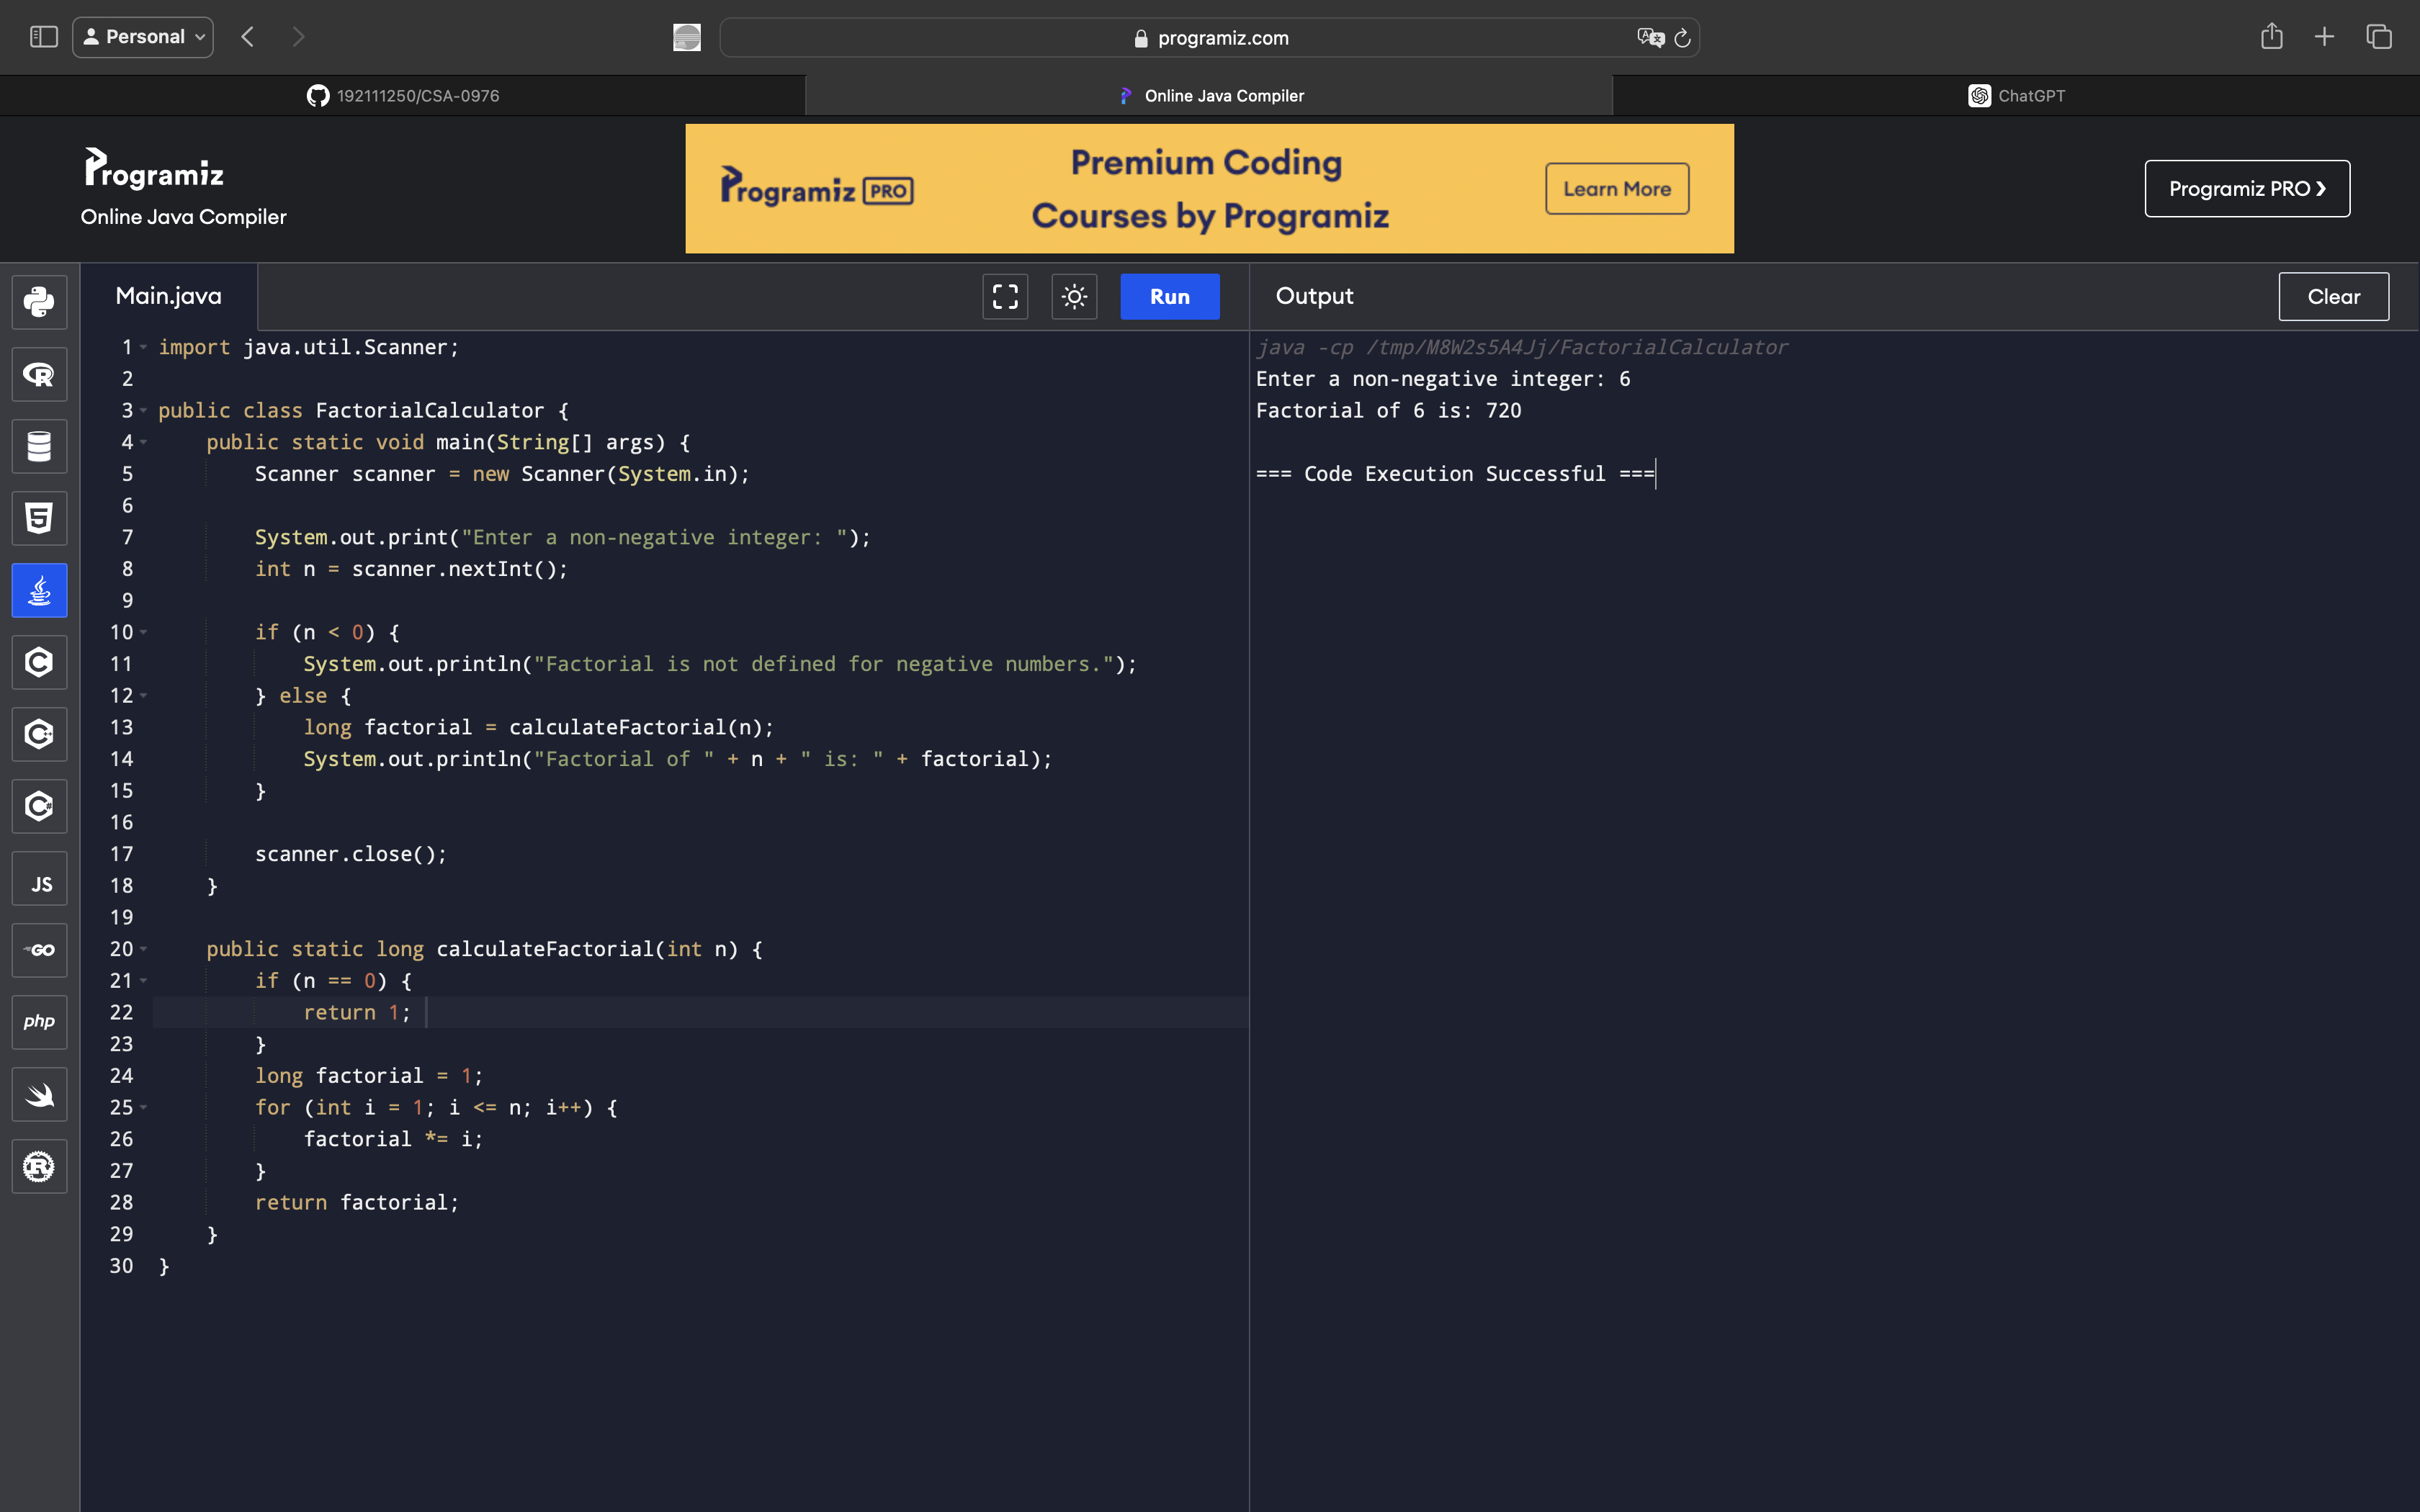 Personal
programiz.com
192111250/CSA-0976
Online Java Compiler
ChatGPT
Programiz
Online Java Compiler
Programiz PRO
Premium Coding
Courses by Programiz
Learn More
Programiz PRO ❯
Main.java
Run
Output
Clear
1 import java.util.Scanner;
2
3 public class FactorialCalculator {
4     public static void main(String[] args) {
5         Scanner scanner = new Scanner(System.in);
6
7         System.out.print("Enter a non-negative integer: ");
8         int n = scanner.nextInt();
9
10         if (n < 0) {
11             System.out.println("Factorial is not defined for negative numbers.");
12         } else {
13             long factorial = calculateFactorial(n);
14             System.out.println("Factorial of " + n + " is: " + factorial);
15         }
16
17         scanner.close();
18     }
19
20     public static long calculateFactorial(int n) {
21         if (n == 0) {
22             return 1;
23         }
24         long factorial = 1;
25         for (int i = 1; i <= n; i++) {
26             factorial *= i;
27         }
28         return factorial;
29     }
30 }
java -cp /tmp/M8W2s5A4Jj/FactorialCalculator
Enter a non-negative integer: 6
Factorial of 6 is: 720
=== Code Execution Successful ===
R
5
C
C++
C#
JS
GO
php
R